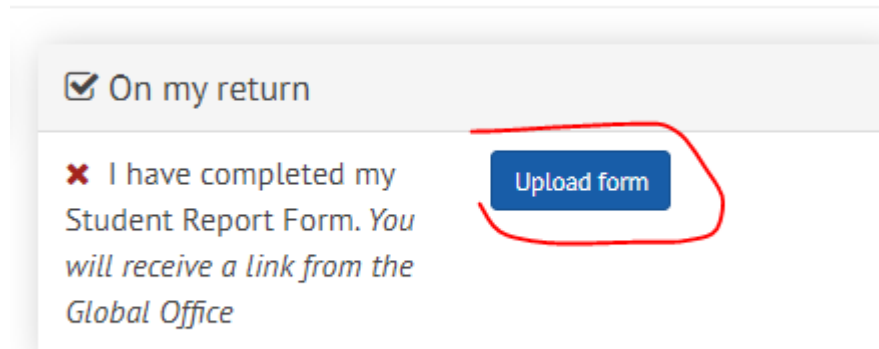 On my return
I have completed my
Upload form
Student Report Form. You
will receive a link from the
Global Office